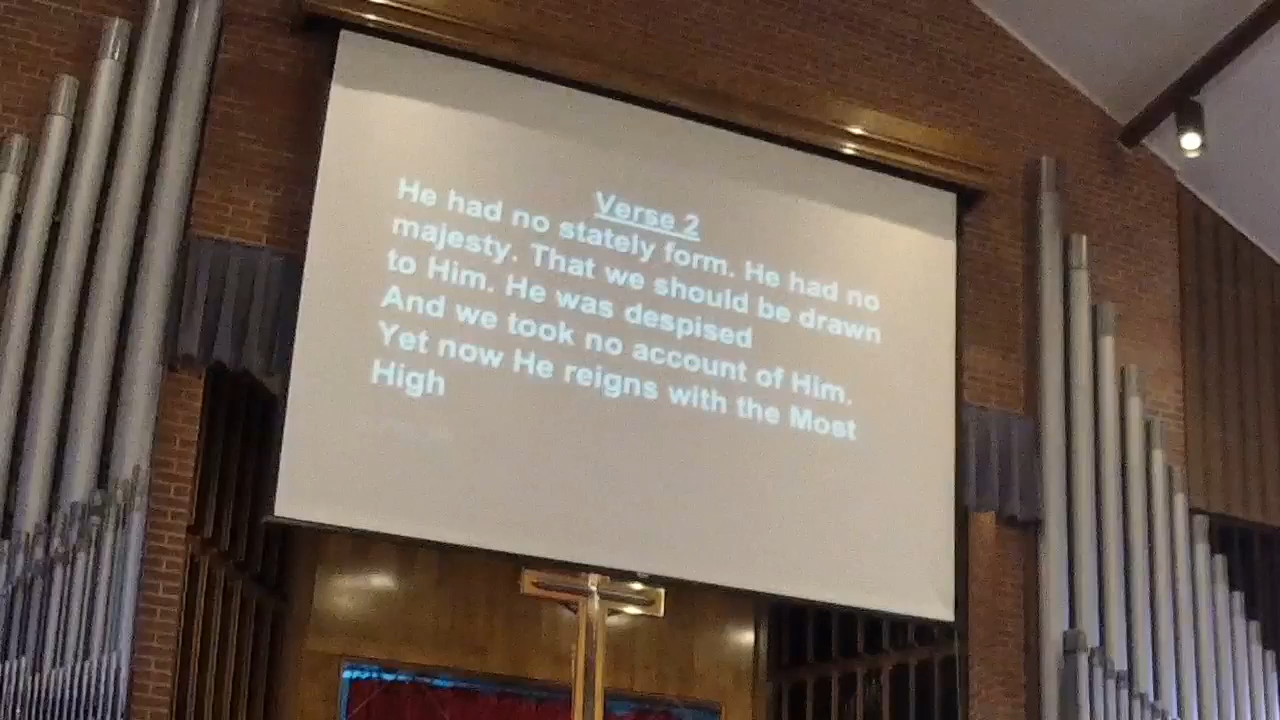 Verse 2
He had no stately form. He had no
majesty. That we should be drawn
to Him. He was despised
And we took no account of Him.
Yet now He reigns with the Most
High